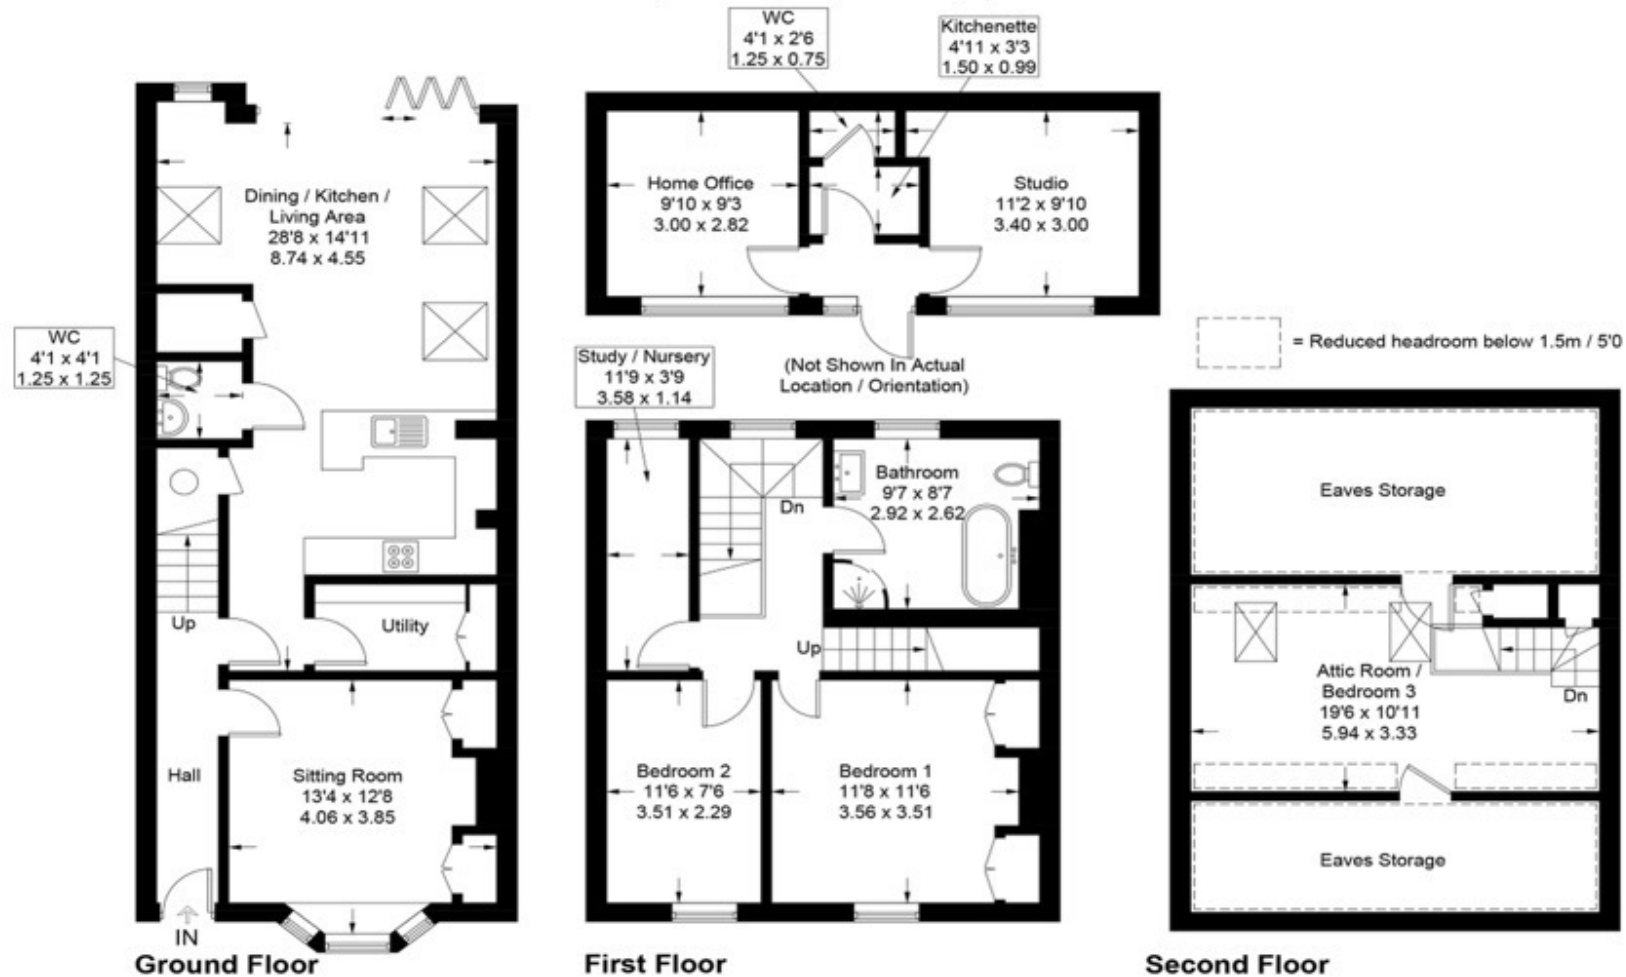 WC
4'1 x 2'6
1.25 x 0.75
Kitchenette
4'11 x 3'3
1.50 x 0.99
Dining / Kitchen /
Living Area
28'8 x 14'11
8.74 x 4.55
WC
4'1 x 4'1
1.25 x 1.25
Up
Utility
Hall
Sitting Room
13'4 x 12'8
4.06 x 3.85
IN
Ground Floor
Home Office
9'10 x 9'3
3.00 x 2.82
Studio
11'2 x 9'10
3.40 x 3.00
(Not Shown In Actual
Location / Orientation)
Study / Nursery
11'9 x 3'9
3.58 x 1.14
Dn
Bathroom
9'7 x 8'7
2.92 x 2.62
Up
Bedroom 2
11'6 x 7'6
3.51 x 2.29
Bedroom 1
11'8 x 11'6
3.56 x 3.51
First Floor
= Reduced headroom below 1.5m / 5'0
Eaves Storage
Attic Room /
Bedroom 3
19'6 x 10'11
5.94 x 3.33
Dn
Eaves Storage
Second Floor